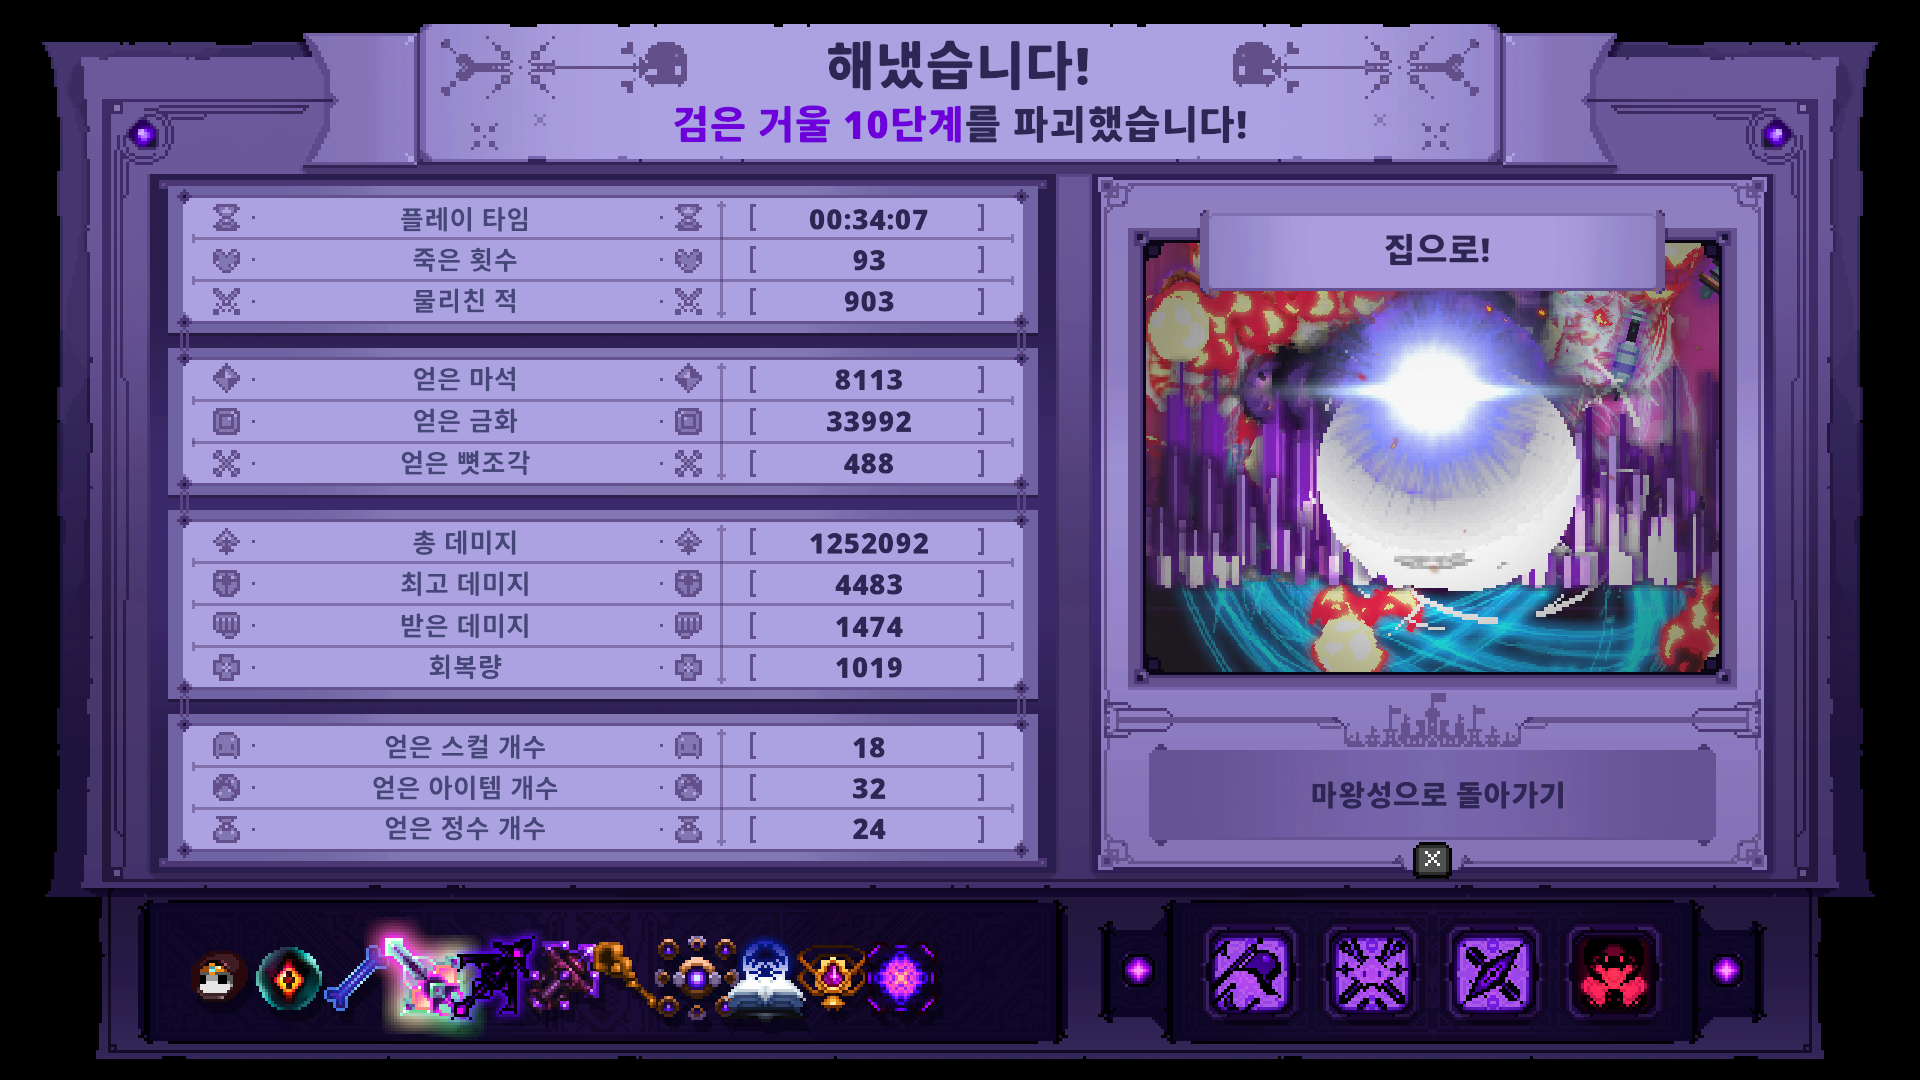 해냈습니다!
검은 거울 10단계를 파괴했습니다!
플레이 타임 [ 00:34:07 ]
죽은 횟수 [ 93 ]
물리친 적 [ 903 ]
얻은 마석 [ 8113 ]
얻은 금화 [ 33992 ]
얻은 뼛조각 [ 488 ]
총 데미지 [ 1252092 ]
최고 데미지 [ 4483 ]
받은 데미지 [ 1474 ]
회복량 [ 1019 ]
얻은 스컬 개수 [ 18 ]
얻은 아이템 개수 [ 32 ]
얻은 정수 개수 [ 24 ]
집으로!
마왕성으로 돌아가기
X